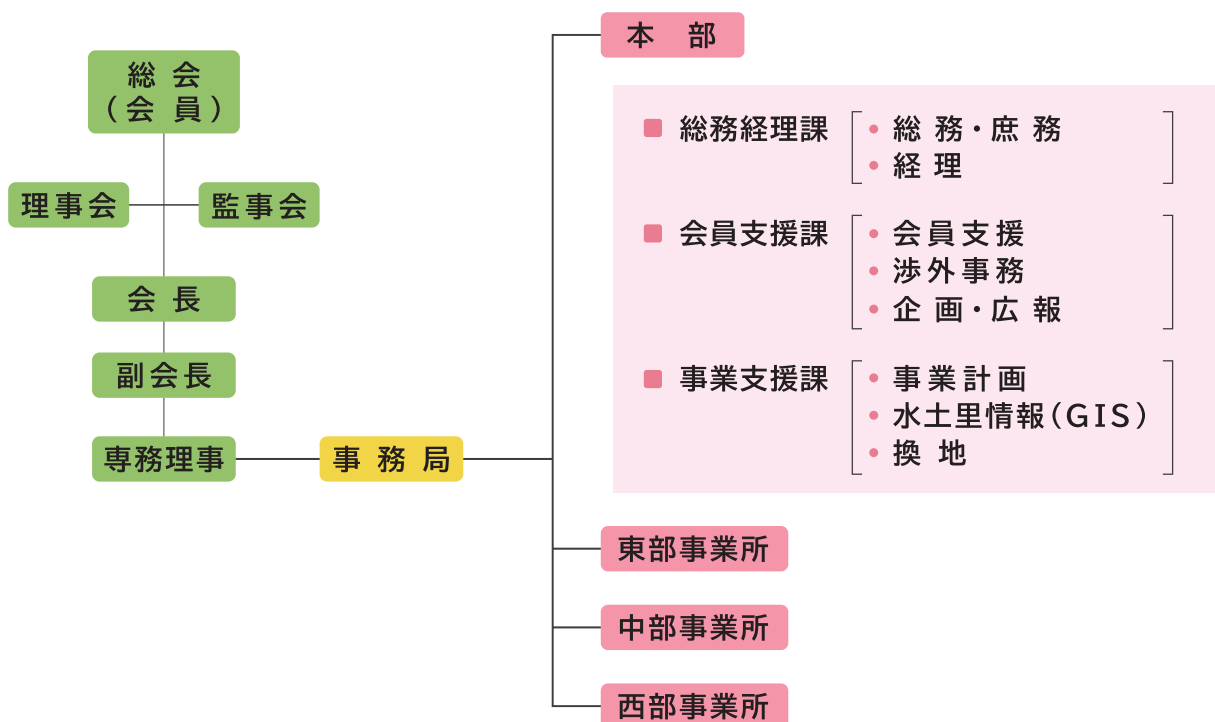 総会
（会員）
理事会
監事会
会長
副会長
専務理事
事務局
本部
総務経理課
・総務・庶務
・経理
会員支援課
・会員支援
・渉外事務
・企画・広報
事業支援課
・事業計画
・水土里情報（GIS）
・換地
東部事業所
中部事業所
西部事業所